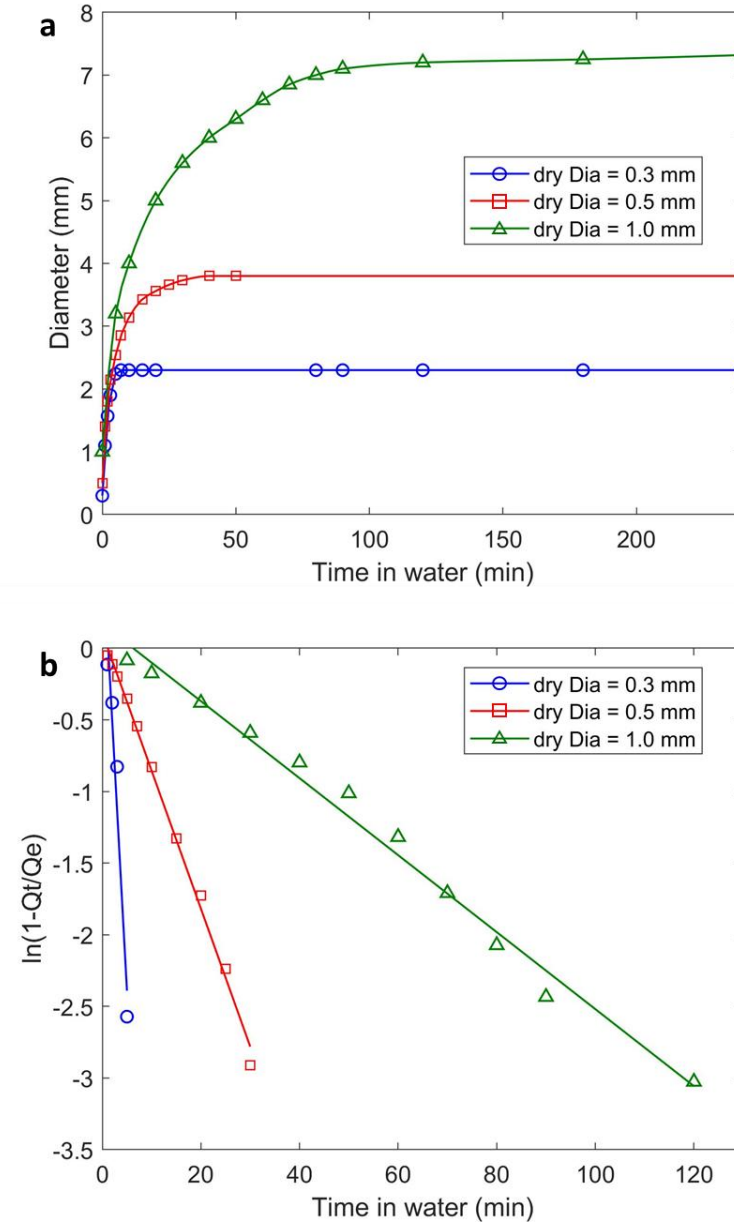 a
8
7
6
5
4
3
2
1
0
Diameter (mm)
dry Dia = 0.3 mm
dry Dia = 0.5 mm
dry Dia = 1.0 mm
0 50 100 150 200
Time in water (min)
b
0
-0.5
-1
-1.5
-2
-2.5
-3
-3.5
ln(1-Qt/Qe)
dry Dia = 0.3 mm
dry Dia = 0.5 mm
dry Dia = 1.0 mm
0 20 40 60 80 100 120
Time in water (min)